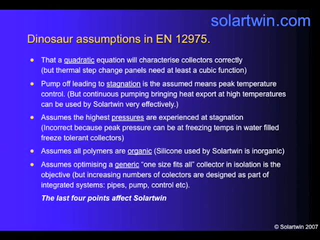 solartwin.com
Dinosaur assumptions in EN 12975.
That a quadratic equation will characterise collectors correctly
(but thermal step change panels need at least a cubic function)
Pump off leading to stagnation is the assumed means peak temperature
control. (But continuous pumping bringing heat export at high temperatures
can be used by Solartwin very effectively.)
Assumes the highest pressures are experienced at stagnation
(incorrect because peak pressure can be at freezing temps in water filled
freeze tolerant collectors)
Assumes all polymers are organic (Silicone used by Solartwin is inorganic)
Assumes optimising a generic "one size fits all" collector in isolation is the
objective (but increasing numbers of colectors are designed as part of
integrated systems: pipes, pump, control etc).
The last four points affect Solartwin
© Solartwin 2007